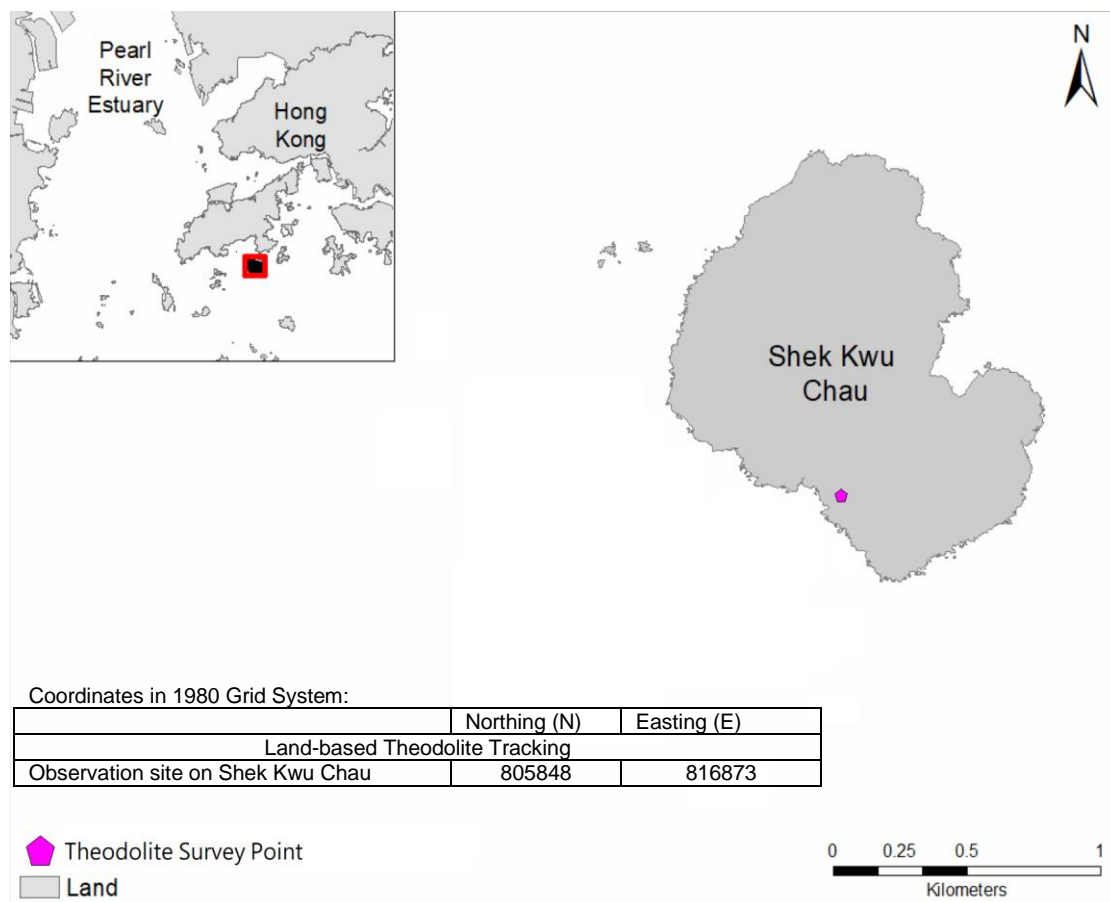 Pearl
River
Estuary
Hong
Kong
N
Shek Kwu
Chau
Coordinates in 1980 Grid System:
Northing (N) Easting (E)
Land-based Theodolite Tracking
Observation site on Shek Kwu Chau 805848 816873
Theodolite Survey Point
Land
0 0.25 0.5 1
Kilometers